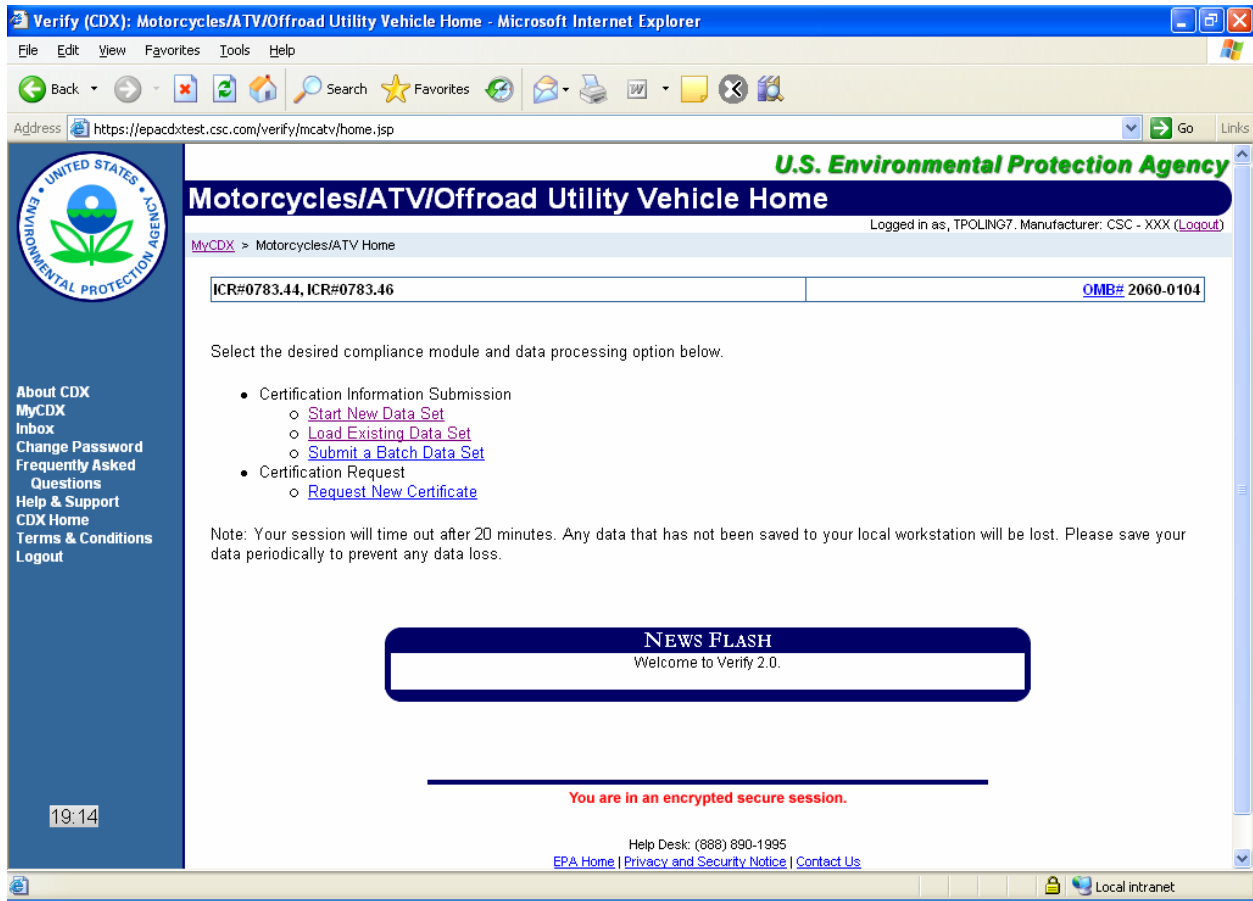 Verify (CDX): Motorcycles/ATV/Offroad Utility Vehicle Home - Microsoft Internet Explorer
File Edit View Favorites Tools Help
Back Search Favorites
Address https://epacdxtest.csc.com/verify/mcatv/home.jsp Go Links
UNITED STATES ENVIRONMENTAL PROTECTION AGENCY
U.S. Environmental Protection Agency
Motorcycles/ATV/Offroad Utility Vehicle Home
Logged in as, TPOLING7. Manufacturer: CSC - XXX (Logout)
MyCDX > Motorcycles/ATV Home
ICR#0783.44, ICR#0783.46 OMB# 2060-0104
Select the desired compliance module and data processing option below.
Certification Information Submission
Start New Data Set
Load Existing Data Set
Submit a Batch Data Set
Certification Request
Request New Certificate
Note: Your session will time out after 20 minutes. Any data that has not been saved to your local workstation will be lost. Please save your
data periodically to prevent any data loss.
About CDX
MyCDX
Inbox
Change Password
Frequently Asked
Questions
Help & Support
CDX Home
Terms & Conditions
Logout
NEWS FLASH
Welcome to Verify 2.0.
You are in an encrypted secure session.
19:14
Help Desk: (888) 890-1995
EPA Home | Privacy and Security Notice | Contact Us
Local intranet